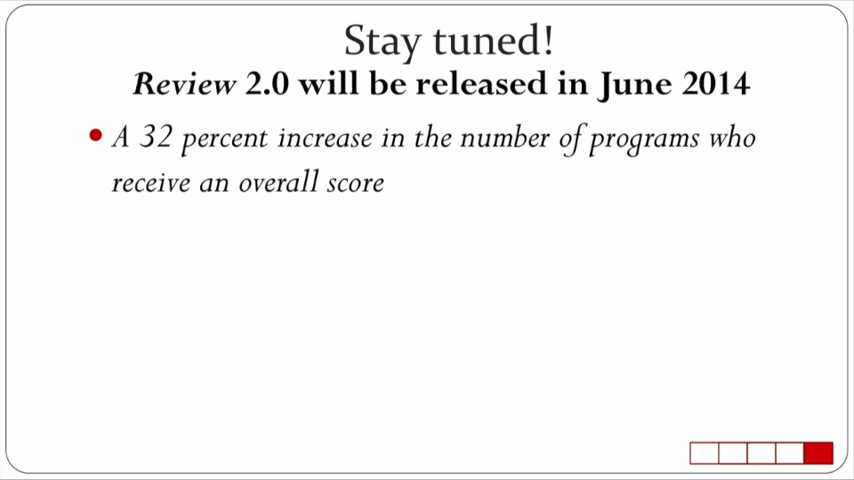 Stay tuned!
Review 2.0 will be released in June 2014
A 32 percent increase in the number of programs who
receive an overall score